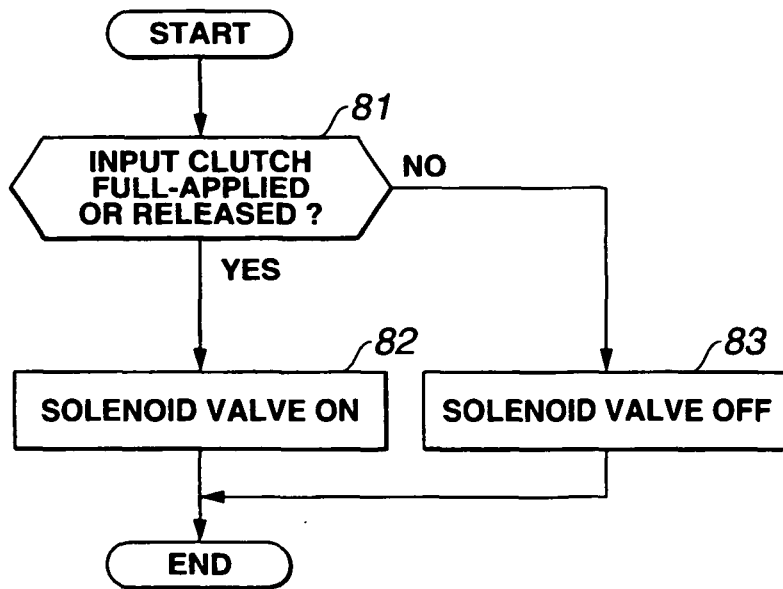 START
81
INPUT CLUTCH
FULL-APPLIED
OR RELEASED ?
NO
YES
82
83
SOLENOID VALVE ON
SOLENOID VALVE OFF
END